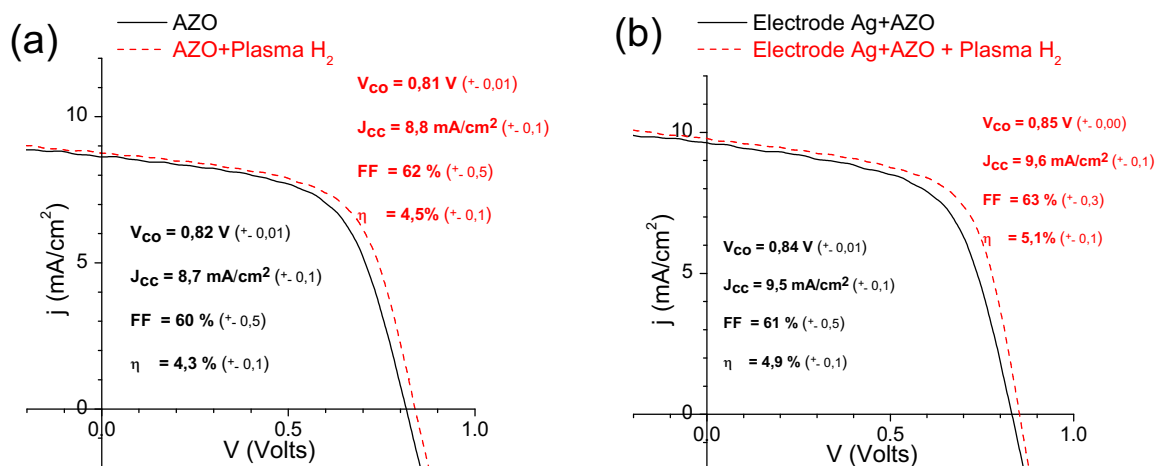 (a)
AZO
AZO+Plasma H₂
V_CO = 0,81 V (⁺- 0,01)
J_CC = 8,8 mA/cm² (⁺- 0,1)
FF = 62 % (⁺- 0,5)
η = 4,5% (⁺- 0,1)
V_CO = 0,82 V (⁺- 0,01)
J_CC = 8,7 mA/cm² (⁺- 0,1)
FF = 60 % (⁺- 0,5)
η = 4,3 % (⁺- 0,1)
10
5
0
j (mA/cm²)
0.0
0.5
1.0
V (Volts)
(b)
Electrode Ag+AZO
Electrode Ag+AZO + Plasma H₂
V_CO = 0,85 V (⁺- 0,00)
J_CC = 9,6 mA/cm² (⁺- 0,1)
FF = 63 % (⁺- 0,3)
η = 5,1% (⁺- 0,1)
V_CO = 0,84 V (⁺- 0,01)
J_CC = 9,5 mA/cm² (⁺- 0,1)
FF = 61 % (⁺- 0,5)
η = 4,9 % (⁺- 0,1)
10
5
0
j (mA/cm²)
0.0
0.5
1.0
V (Volts)